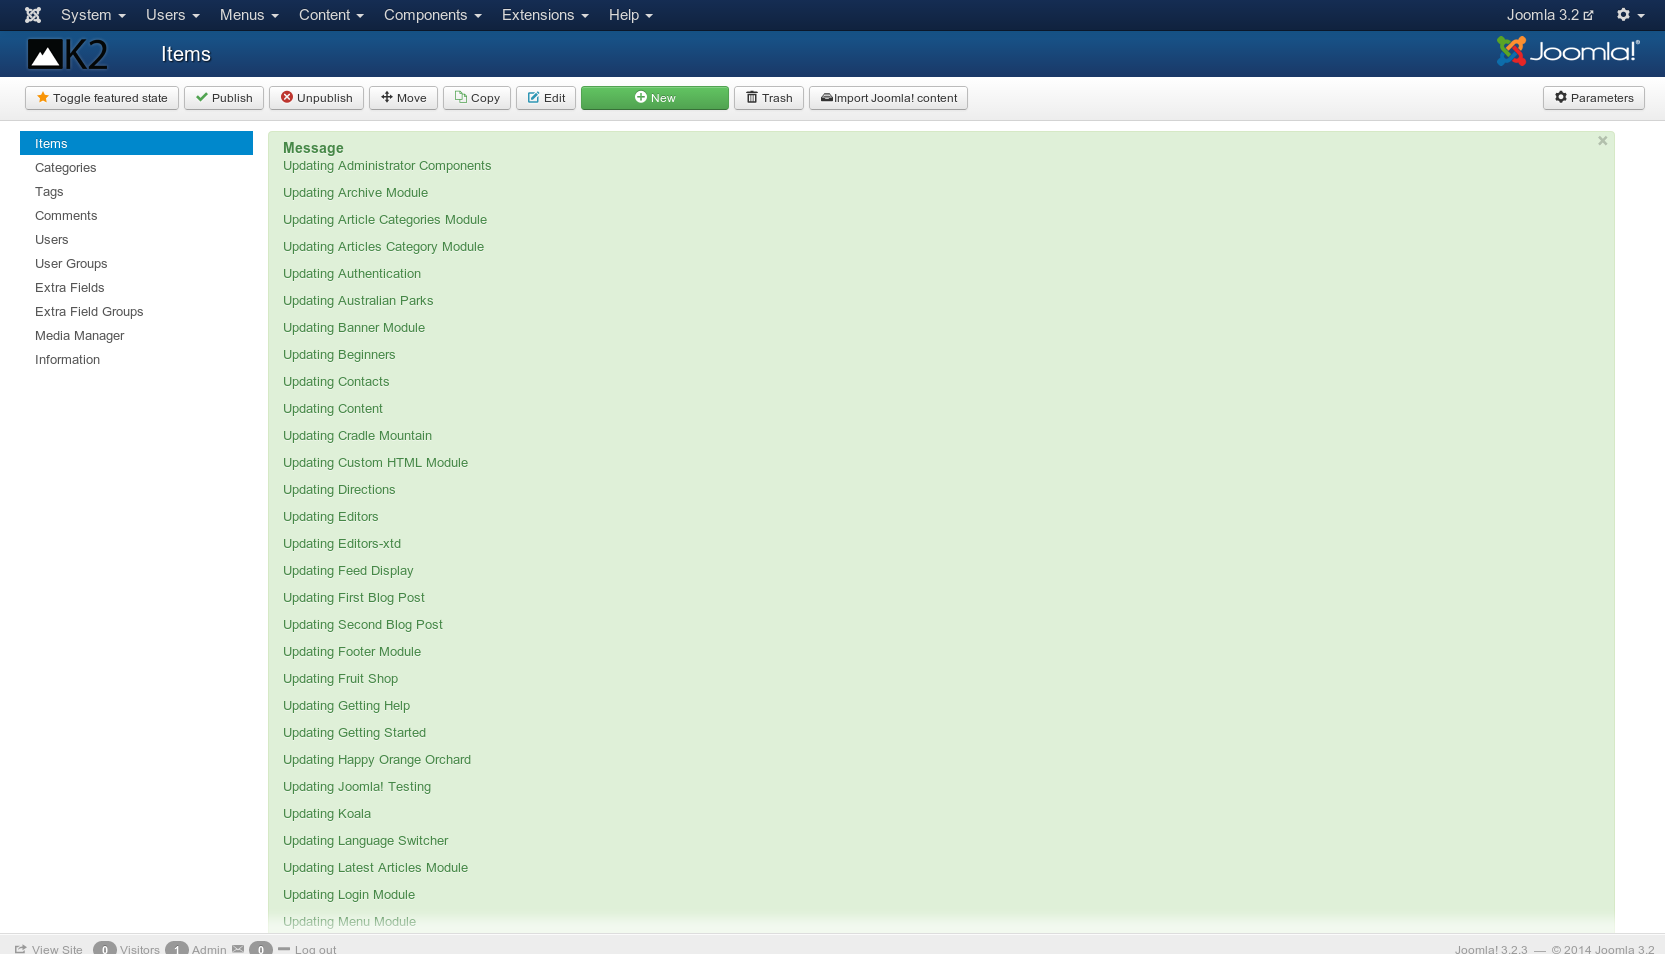 System Users Menus Content Components Extensions Help Joomla 3.2
K2 Items Joomla!®
Toggle featured state Publish Unpublish Move Copy Edit New Trash Import Joomla! content Parameters
Items
Categories
Tags
Comments
Users
User Groups
Extra Fields
Extra Field Groups
Media Manager
Information
Message
Updating Administrator Components
Updating Archive Module
Updating Article Categories Module
Updating Articles Category Module
Updating Authentication
Updating Australian Parks
Updating Banner Module
Updating Beginners
Updating Contacts
Updating Content
Updating Cradle Mountain
Updating Custom HTML Module
Updating Directions
Updating Editors
Updating Editors-xtd
Updating Feed Display
Updating First Blog Post
Updating Second Blog Post
Updating Footer Module
Updating Fruit Shop
Updating Getting Help
Updating Getting Started
Updating Happy Orange Orchard
Updating Joomla! Testing
Updating Koala
Updating Language Switcher
Updating Latest Articles Module
Updating Login Module
Updating Menu Module
View Site 0 Visitors 1 Admin 0 Log out Joomla! 3.2.3 — © 2014 Joomla 3.2